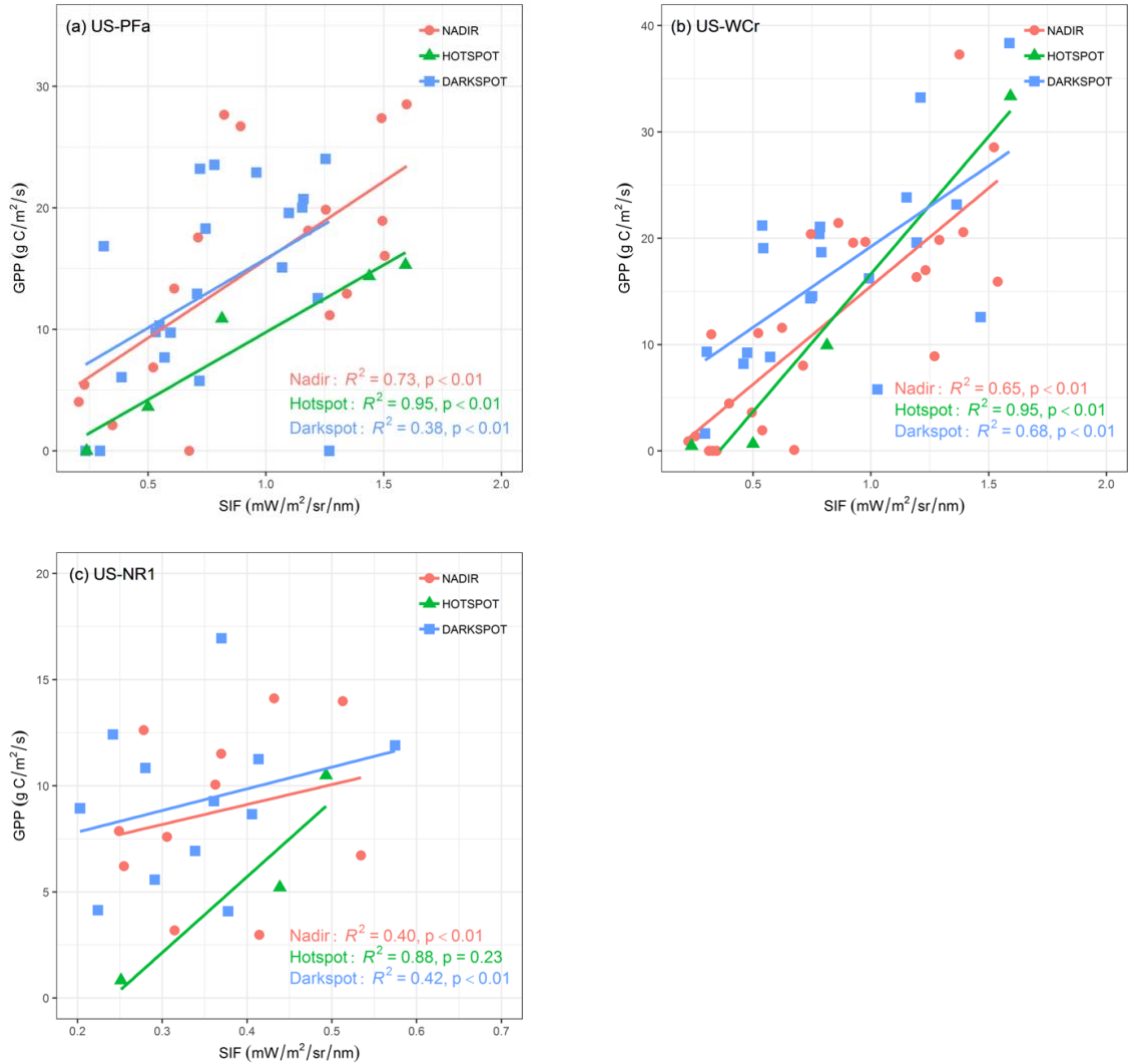 (a) US-PFa
NADIR
HOTSPOT
DARKSPOT
30
20
10
0
GPP (g C/m²/s)
Nadir: R² = 0.73, p < 0.01
Hotspot: R² = 0.95, p < 0.01
Darkspot: R² = 0.38, p < 0.01
0.5 1.0 1.5 2.0
SIF (mW/m²/sr/nm)
(b) US-WCr
NADIR
HOTSPOT
DARKSPOT
40
30
20
10
0
GPP (g C/m²/s)
Nadir: R² = 0.65, p < 0.01
Hotspot: R² = 0.95, p < 0.01
Darkspot: R² = 0.68, p < 0.01
0.5 1.0 1.5 2.0
SIF (mW/m²/sr/nm)
(c) US-NR1
NADIR
HOTSPOT
DARKSPOT
20
15
10
5
0
GPP (g C/m²/s)
Nadir: R² = 0.40, p < 0.01
Hotspot: R² = 0.88, p = 0.23
Darkspot: R² = 0.42, p < 0.01
0.2 0.3 0.4 0.5 0.6 0.7
SIF (mW/m²/sr/nm)